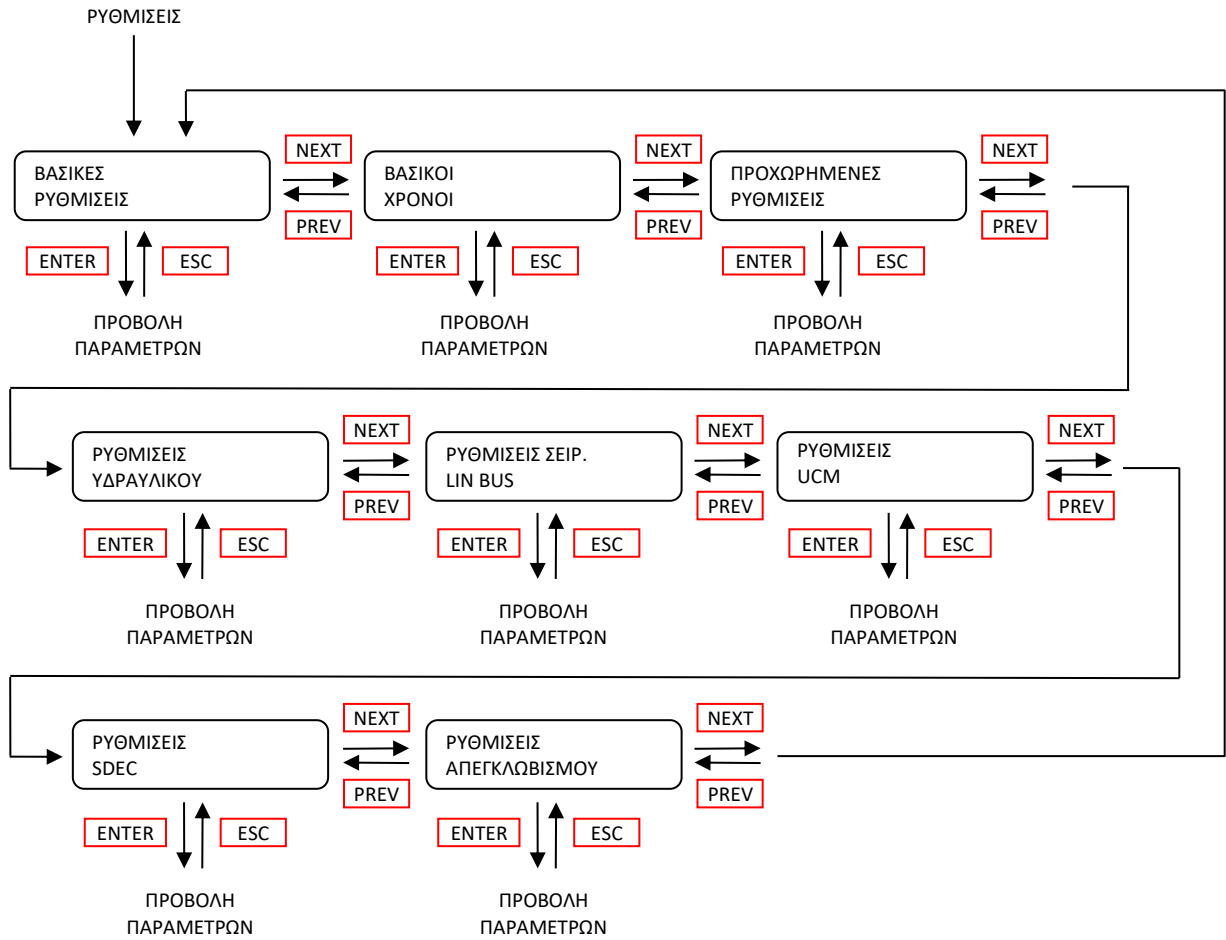 ΡΥΘΜΙΣΕΙΣ
NEXT
NEXT
NEXT
ΒΑΣΙΚΕΣ
ΡΥΘΜΙΣΕΙΣ
ΒΑΣΙΚΟΙ
ΧΡΟΝΟΙ
ΠΡΟΧΩΡΗΜΕΝΕΣ
ΡΥΘΜΙΣΕΙΣ
PREV
PREV
PREV
ENTER
ESC
ENTER
ESC
ENTER
ESC
ΠΡΟΒΟΛΗ
ΠΑΡΑΜΕΤΡΩΝ
ΠΡΟΒΟΛΗ
ΠΑΡΑΜΕΤΡΩΝ
ΠΡΟΒΟΛΗ
ΠΑΡΑΜΕΤΡΩΝ
NEXT
NEXT
NEXT
ΡΥΘΜΙΣΕΙΣ
ΥΔΡΑΥΛΙΚΟΥ
ΡΥΘΜΙΣΕΙΣ ΣΕΙΡ.
LIN BUS
ΡΥΘΜΙΣΕΙΣ
UCM
PREV
PREV
PREV
ENTER
ESC
ENTER
ESC
ENTER
ESC
ΠΡΟΒΟΛΗ
ΠΑΡΑΜΕΤΡΩΝ
ΠΡΟΒΟΛΗ
ΠΑΡΑΜΕΤΡΩΝ
ΠΡΟΒΟΛΗ
ΠΑΡΑΜΕΤΡΩΝ
NEXT
NEXT
ΡΥΘΜΙΣΕΙΣ
SDEC
ΡΥΘΜΙΣΕΙΣ
ΑΠΕΓΚΛΩΒΙΣΜΟΥ
PREV
PREV
ENTER
ESC
ENTER
ESC
ΠΡΟΒΟΛΗ
ΠΑΡΑΜΕΤΡΩΝ
ΠΡΟΒΟΛΗ
ΠΑΡΑΜΕΤΡΩΝ